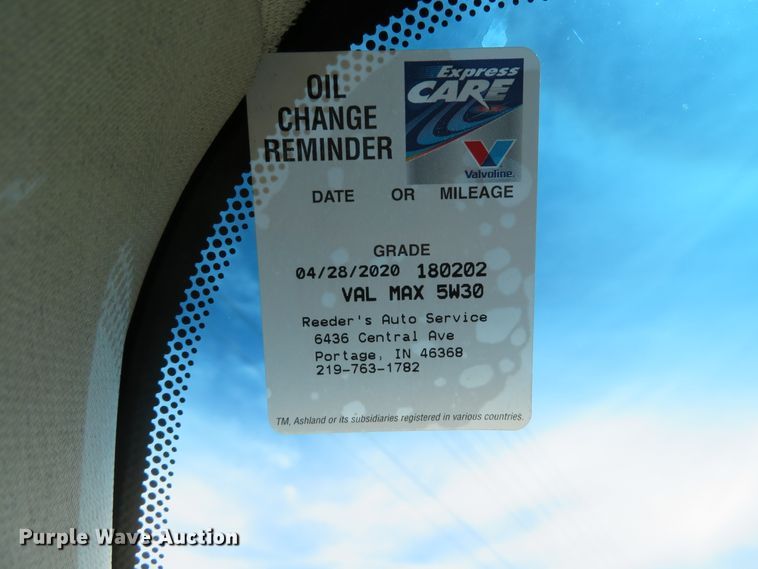 OIL
CHANGE
REMINDER
Express
CARE
Valvoline.
DATE OR MILEAGE
GRADE
04/28/2020 180202
VAL MAX 5W30
Reeder's Auto Service
6436 Central Ave
Portage, IN 46368
219-763-1782
TM, Ashland or its subsidiaries registered in various countries.
Purple Wave Auction